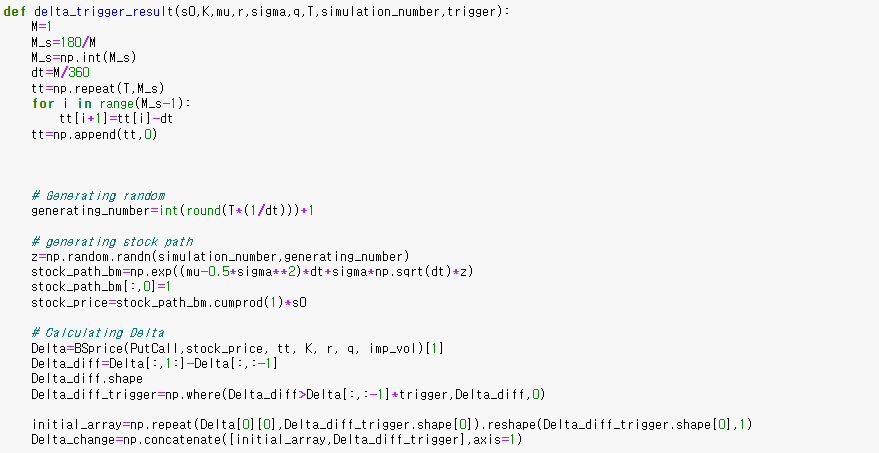 def delta_trigger_result(s0,K,mu,r,sigma,q,T,simulation_number,trigger):
    M=1
    M_s=180/M
    M_s=np.int(M_s)
    dt=M/360
    tt=np.repeat(T,M_s)
    for i in range(M_s-1):
        tt[i+1]=tt[i]-dt
    tt=np.append(tt,0)
    # Generating random
    generating_number=int(round(T*(1/dt)))+1
    # generating stock path
    z=np.random.randn(simulation_number,generating_number)
    stock_path_bm=np.exp((mu-0.5*sigma**2)*dt+sigma*np.sqrt(dt)*z)
    stock_path_bm[:,0]=1
    stock_price=stock_path_bm.cumprod(1)*s0
    # Calculating Delta
    Delta=BSprice(PutCall,stock_price, tt, K, r, q, imp_vol)[1]
    Delta_diff=Delta[:,1:]-Delta[:,:-1]
    Delta_diff.shape
    Delta_diff_trigger=np.where(Delta_diff>Delta[:,:-1]*trigger,Delta_diff,0)
    initial_array=np.repeat(Delta[0][0],Delta_diff_trigger.shape[0]).reshape(Delta_diff_trigger.shape[0],1)
    Delta_change=np.concatenate([initial_array,Delta_diff_trigger],axis=1)